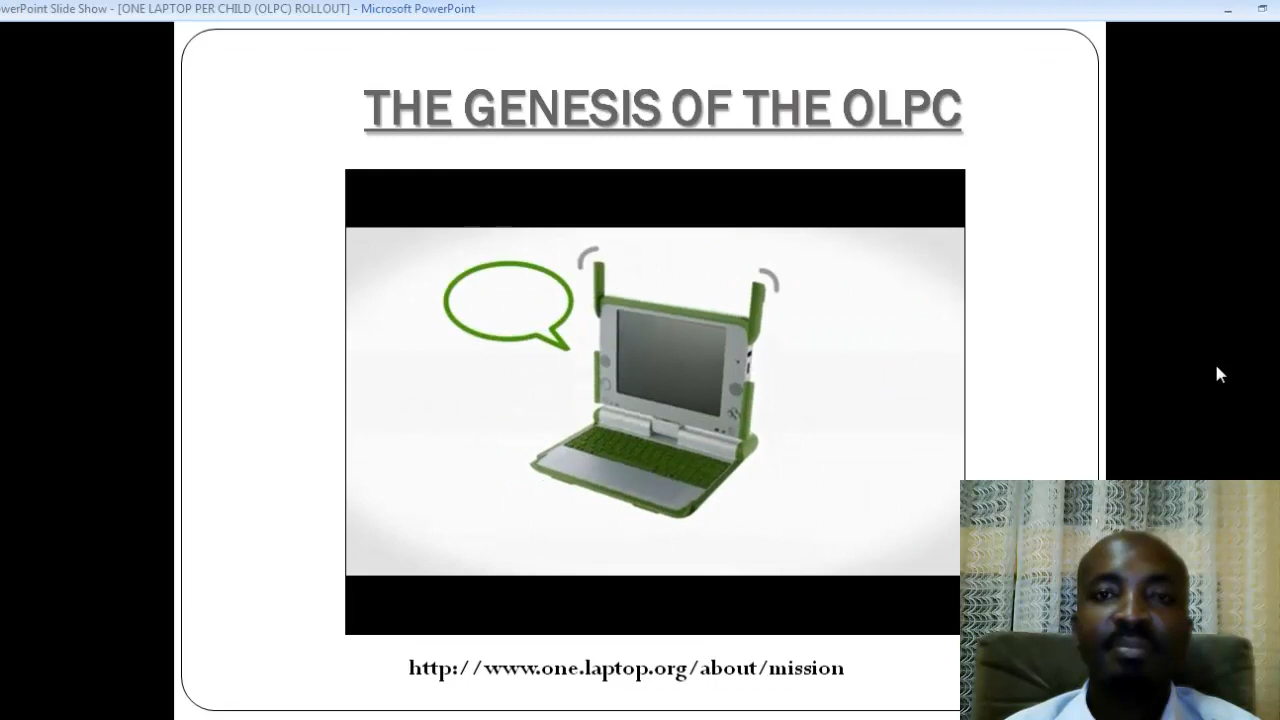 werPoint Slide Show - [ONE LAPTOP PER CHILD (OLPC) ROLLOUT] - Microsoft PowerPoint
THE GENESIS OF THE OLPC
http://www.one.laptop.org/about/mission